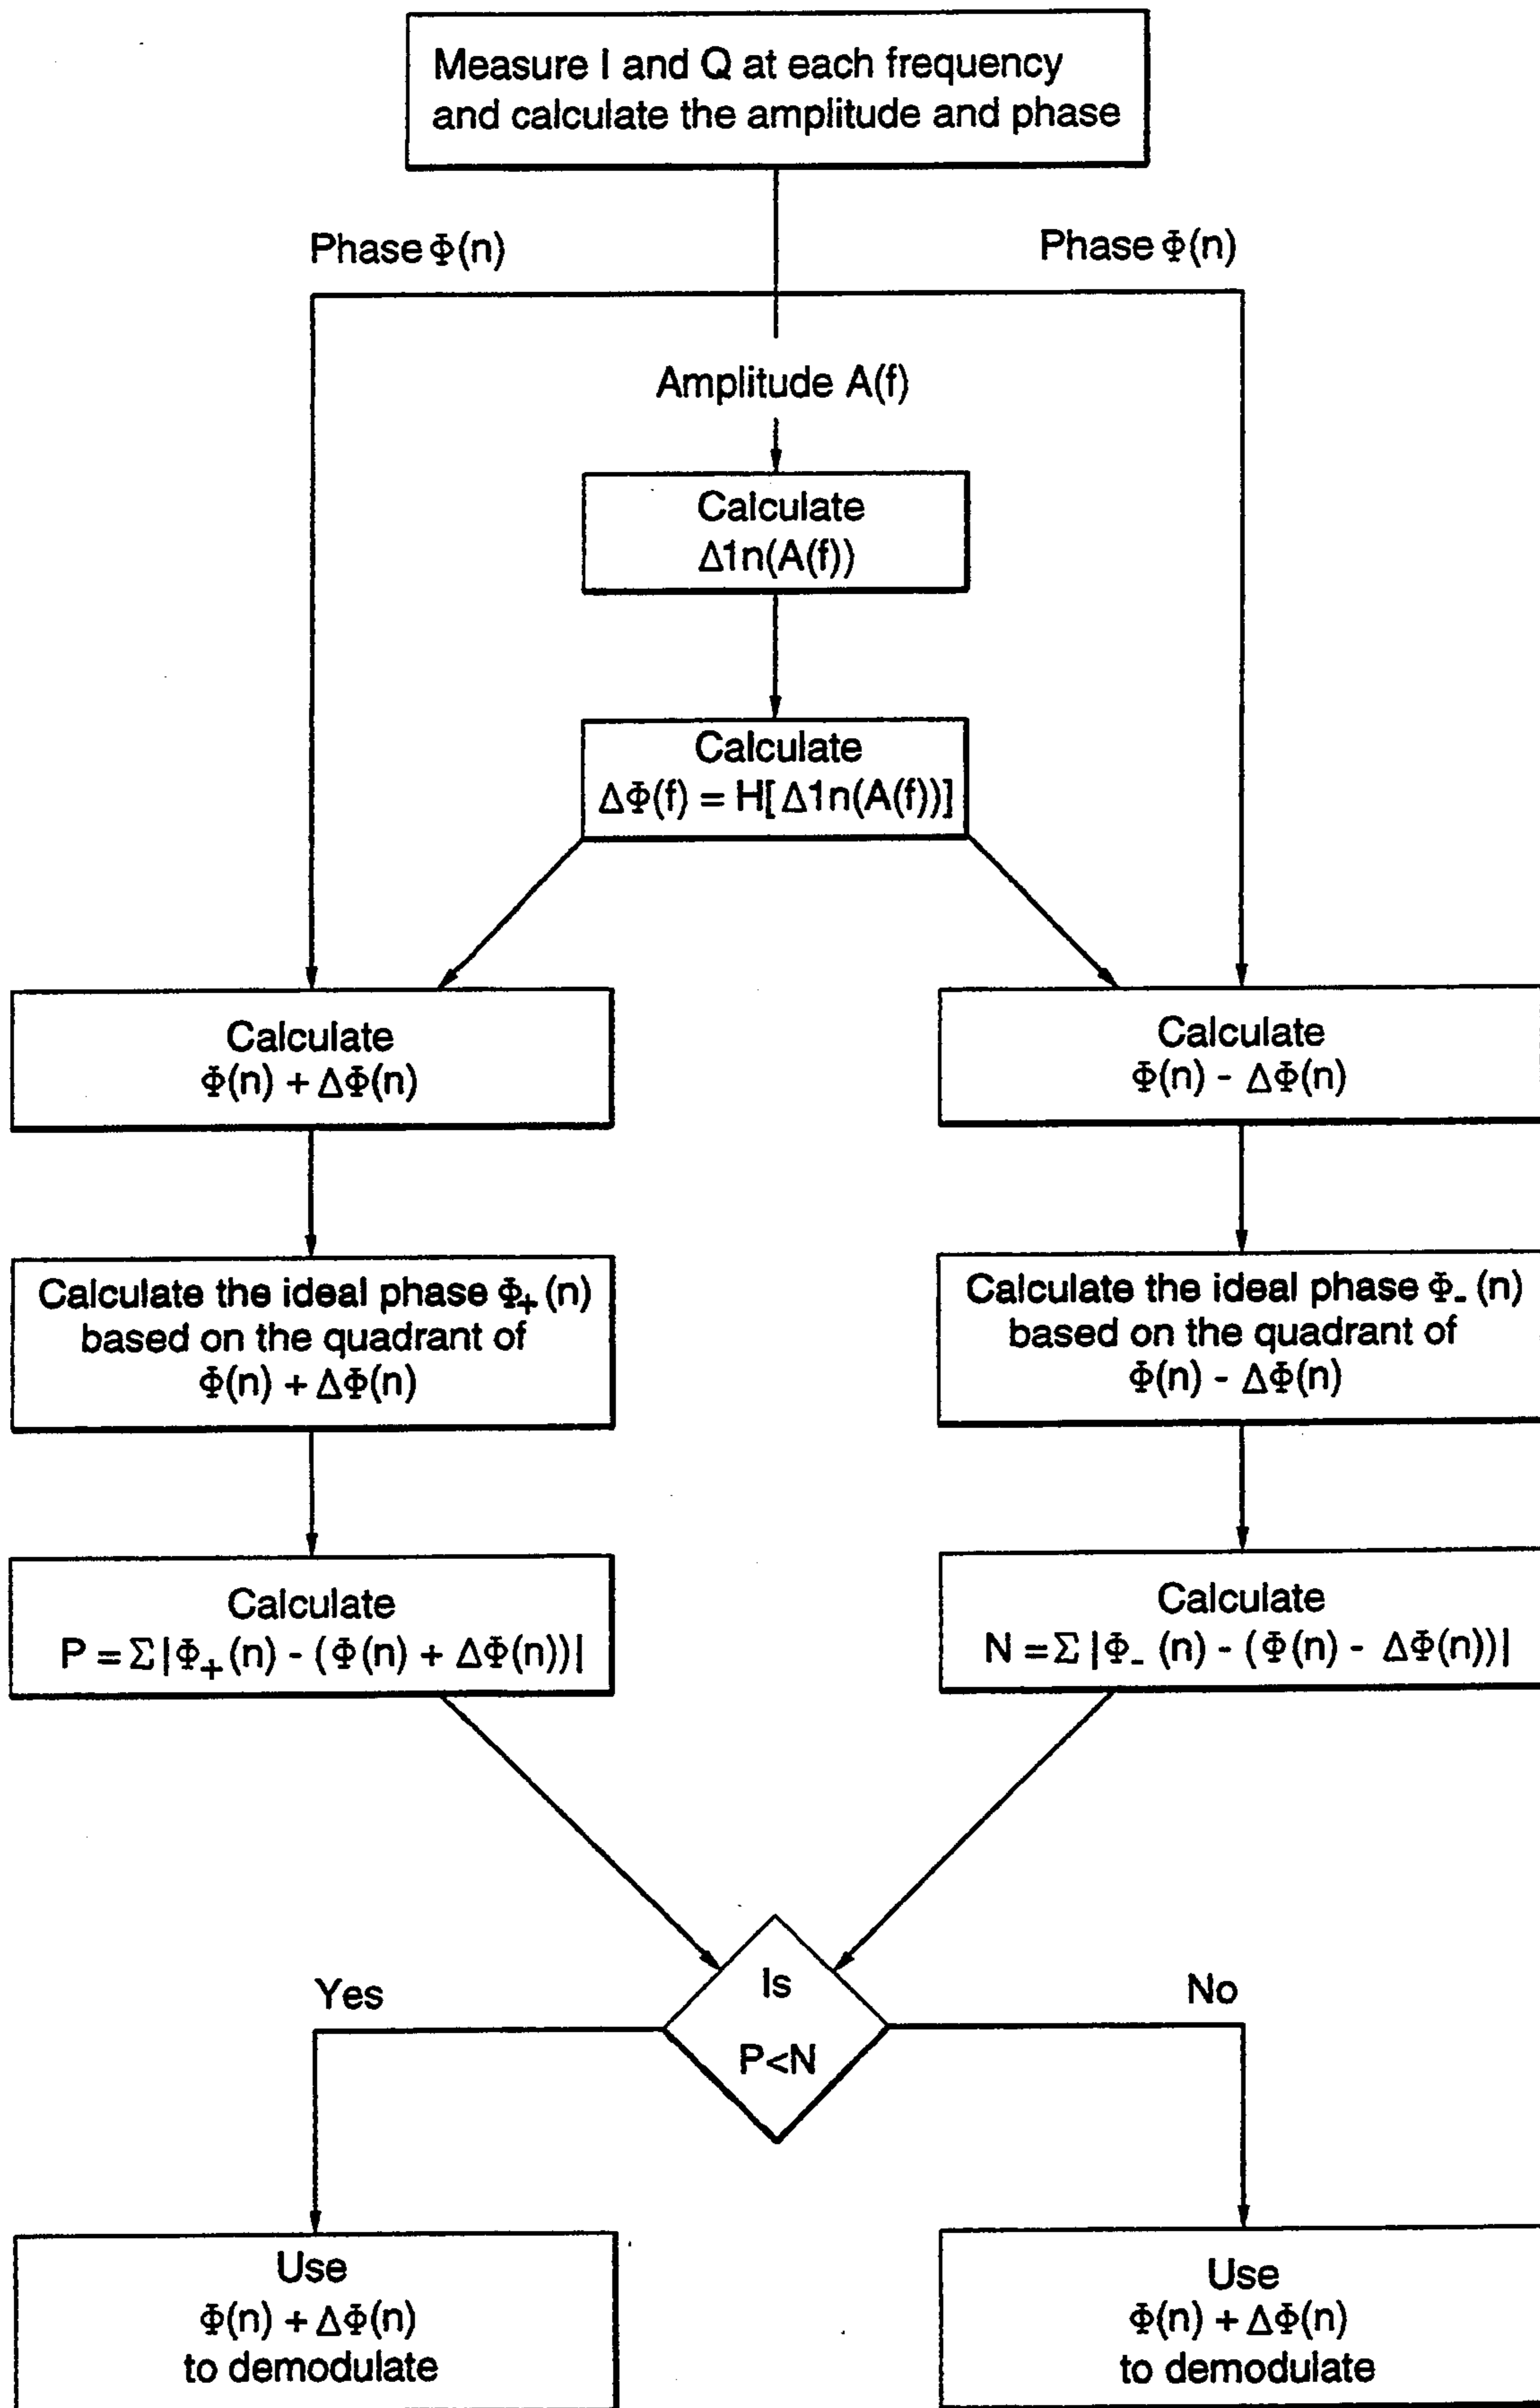 Measure I and Q at each frequency
and calculate the amplitude and phase
Phase Φ(n)
Phase Φ(n)
Amplitude A(f)
Calculate
Δ1n(A(f))
Calculate
ΔΦ(f) = H[Δ1n(A(f))]
Calculate
Φ(n) + ΔΦ(n)
Calculate
Φ(n) - ΔΦ(n)
Calculate the ideal phase Φ₊(n)
based on the quadrant of
Φ(n) + ΔΦ(n)
Calculate the ideal phase Φ₋(n)
based on the quadrant of
Φ(n) - ΔΦ(n)
Calculate
P = Σ|Φ₊(n) - (Φ(n) + ΔΦ(n))|
Calculate
N = Σ|Φ₋(n) - (Φ(n) - ΔΦ(n))|
Is
P<N
Yes
No
Use
Φ(n) + ΔΦ(n)
to demodulate
Use
Φ(n) + ΔΦ(n)
to demodulate